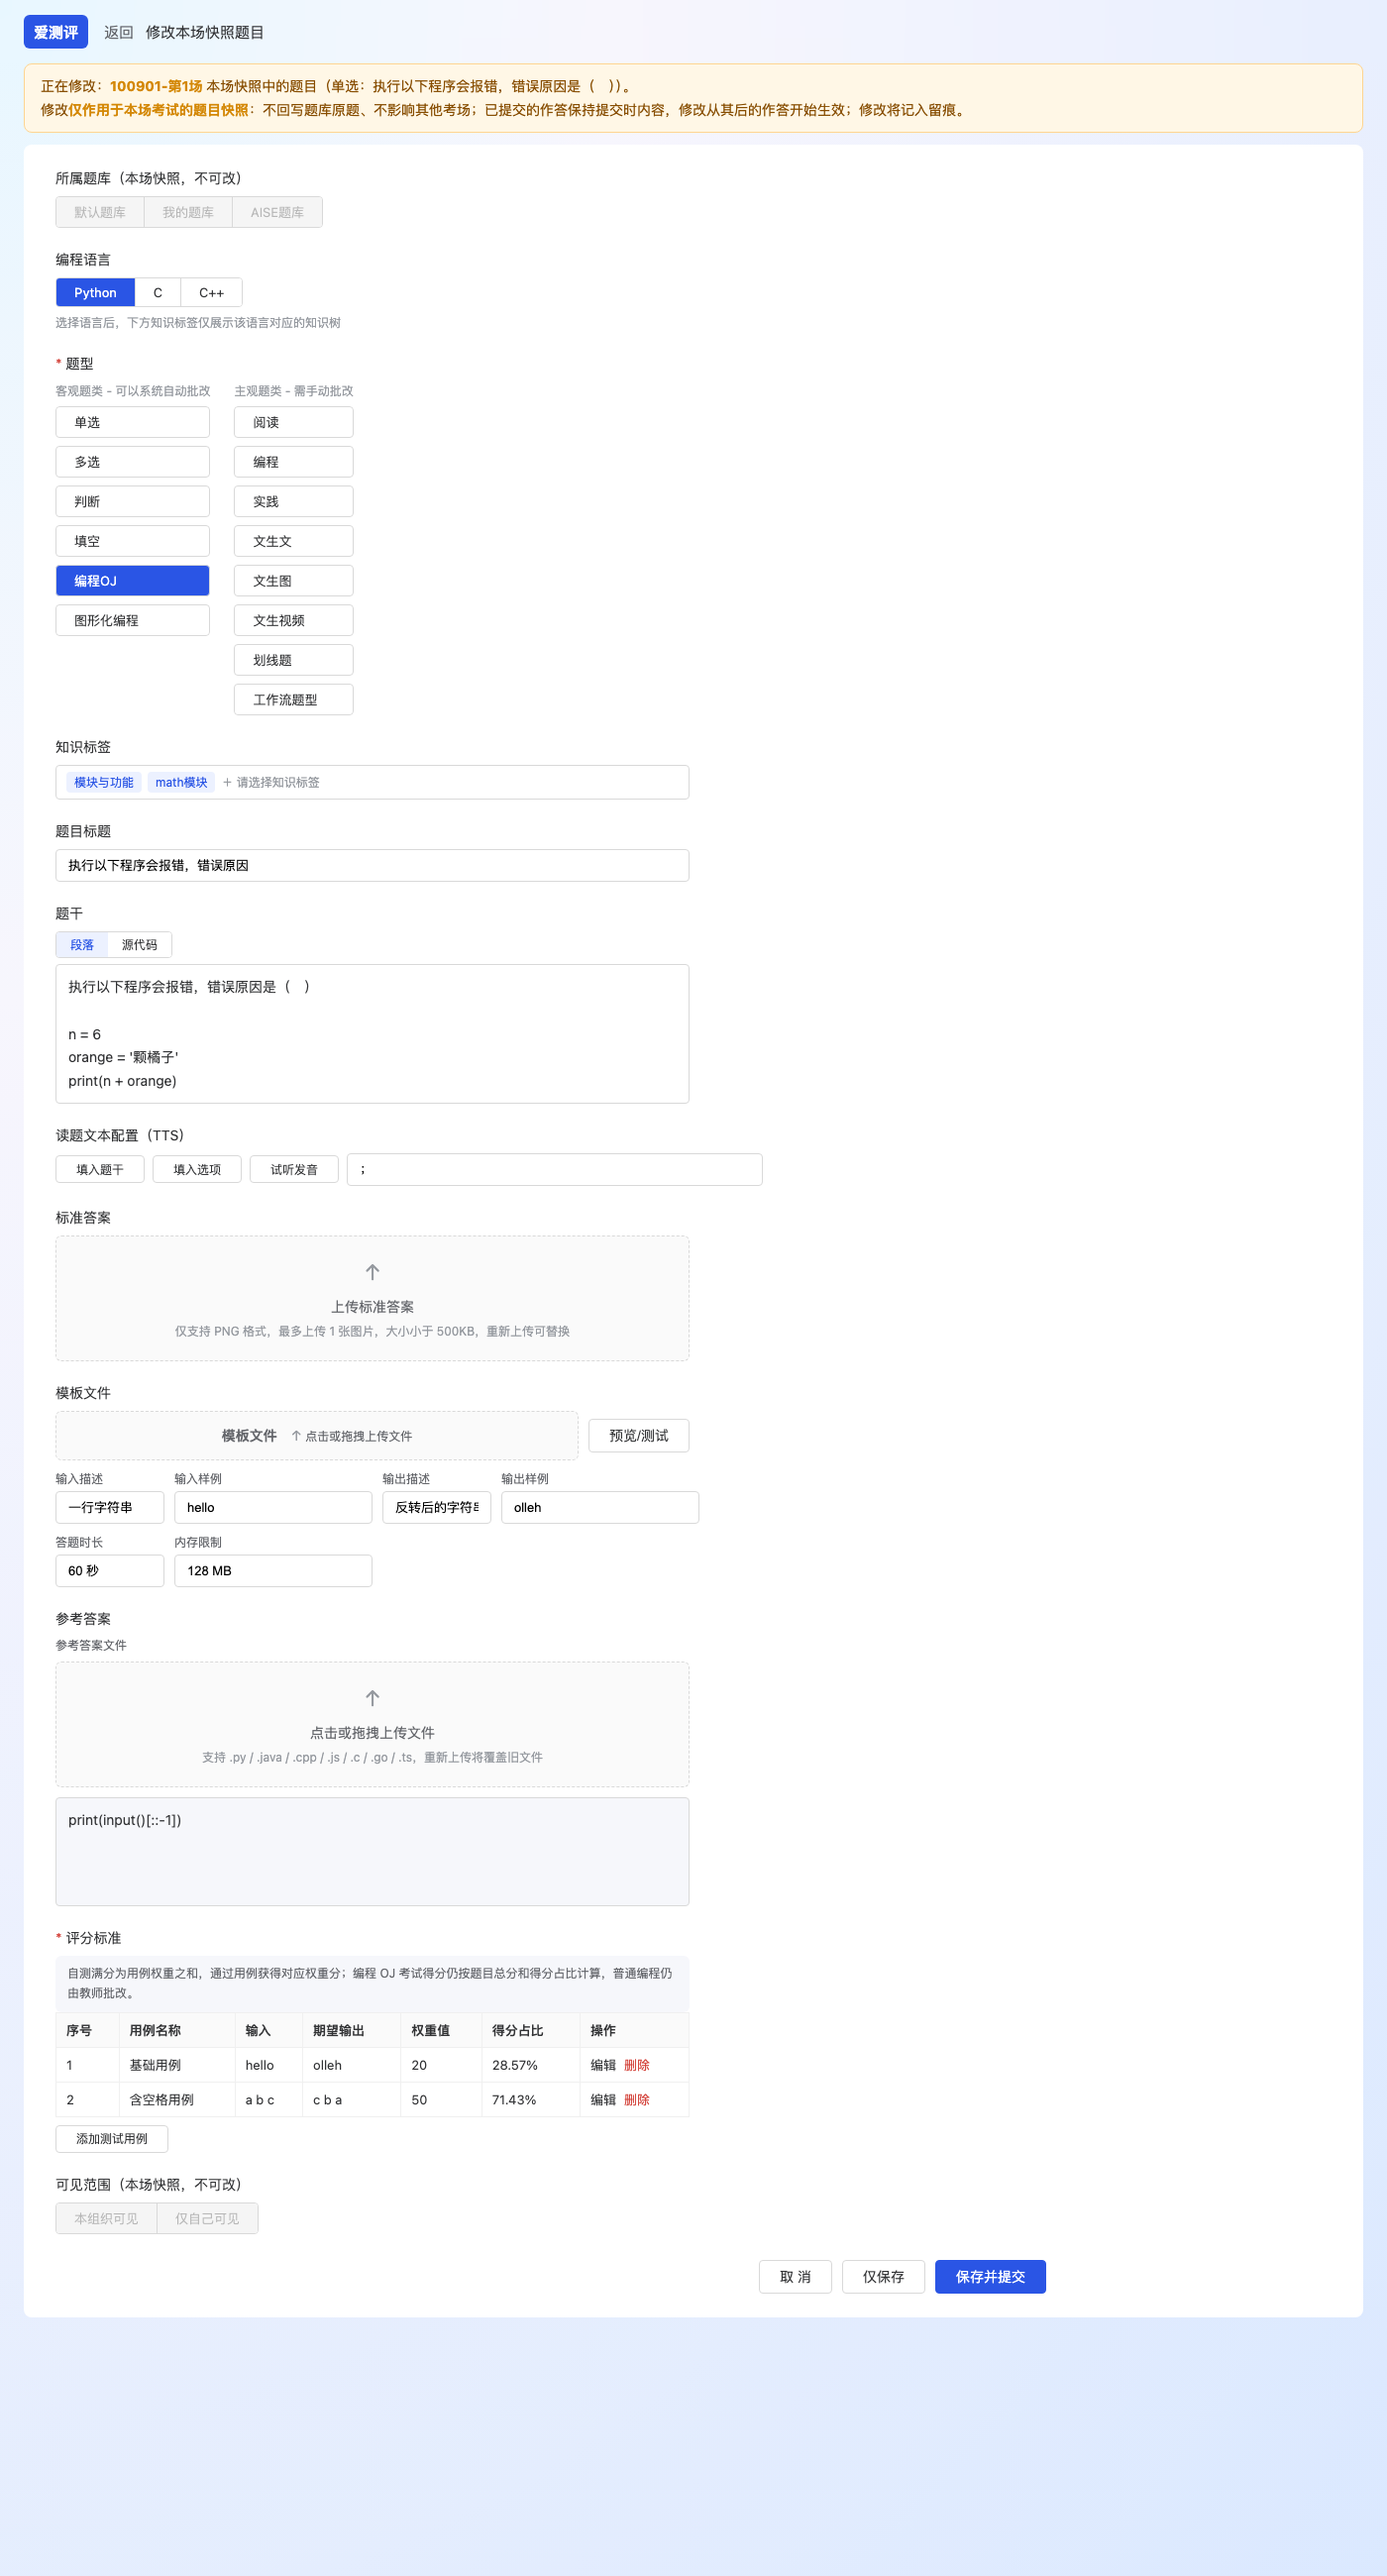 爱测评 返回 修改本场快照题目
正在修改：100901-第1场 本场快照中的题目（单选：执行以下程序会报错，错误原因是（　））。
修改仅作用于本场考试的题目快照：不回写题库原题、不影响其他考场；已提交的作答保持提交时内容，修改从其后的作答开始生效；修改将记入留痕。
所属题库（本场快照，不可改）
默认题库 我的题库 AISE题库
编程语言
Python C C++
选择语言后，下方知识标签仅展示该语言对应的知识树
* 题型
客观题类 - 可以系统自动批改 主观题类 - 需手动批改
单选 阅读
多选 编程
判断 实践
填空 文生文
编程OJ 文生图
图形化编程 文生视频
划线题
工作流题型
知识标签
模块与功能 math模块 + 请选择知识标签
题目标题
执行以下程序会报错，错误原因
题干
段落 源代码
执行以下程序会报错，错误原因是（　）
n = 6
orange = '颗橘子'
print(n + orange)
读题文本配置（TTS）
填入题干 填入选项 试听发音 ；
标准答案
↑
上传标准答案
仅支持 PNG 格式，最多上传 1 张图片，大小小于 500KB，重新上传可替换
模板文件
模板文件 ↑ 点击或拖拽上传文件 预览/测试
输入描述 输入样例 输出描述 输出样例
一行字符串 hello 反转后的字符 olleh
答题时长 内存限制
60 秒 128 MB
参考答案
参考答案文件
↑
点击或拖拽上传文件
支持 .py / .java / .cpp / .js / .c / .go / .ts，重新上传将覆盖旧文件
print(input()[::-1])
* 评分标准
自测满分为用例权重之和，通过用例获得对应权重分；编程 OJ 考试得分仍按题目总分和得分占比计算，普通编程仍
由教师批改。
序号 用例名称 输入 期望输出 权重值 得分占比 操作
1 基础用例 hello olleh 20 28.57% 编辑 删除
2 含空格用例 a b c c b a 50 71.43% 编辑 删除
添加测试用例
可见范围（本场快照，不可改）
本组织可见 仅自己可见
取 消 仅保存 保存并提交